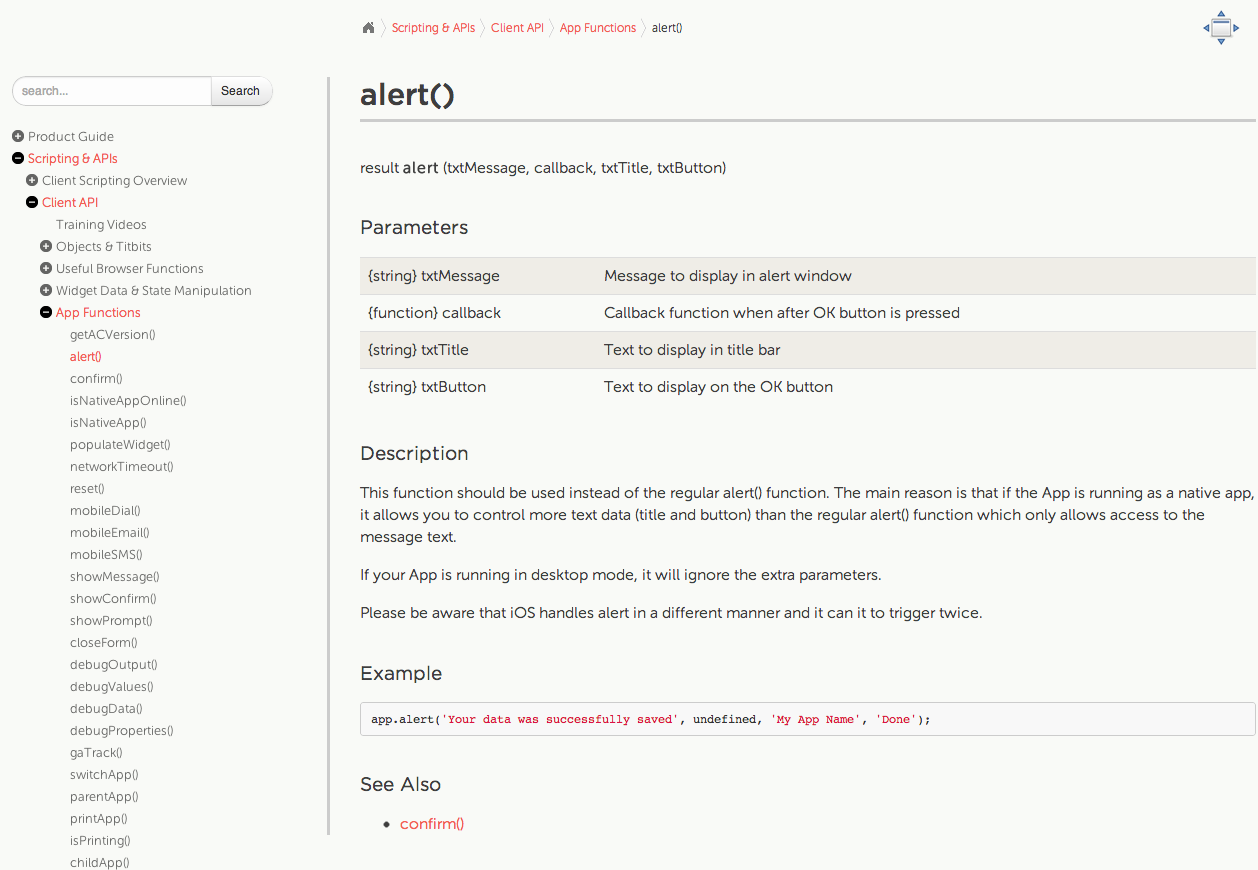 Scripting & APIs Client API App Functions alert()
search... Search
Product Guide
Scripting & APIs
Client Scripting Overview
Client API
Training Videos
Objects & Titbits
Useful Browser Functions
Widget Data & State Manipulation
App Functions
getACVersion()
alert()
confirm()
isNativeAppOnline()
isNativeApp()
populateWidget()
networkTimeout()
reset()
mobileDial()
mobileEmail()
mobileSMS()
showMessage()
showConfirm()
showPrompt()
closeForm()
debugOutput()
debugValues()
debugData()
debugProperties()
gaTrack()
switchApp()
parentApp()
printApp()
isPrinting()
childApp()
alert()
result alert (txtMessage, callback, txtTitle, txtButton)
Parameters
{string} txtMessage Message to display in alert window
{function} callback Callback function when after OK button is pressed
{string} txtTitle Text to display in title bar
{string} txtButton Text to display on the OK button
Description
This function should be used instead of the regular alert() function. The main reason is that if the App is running as a native app,
it allows you to control more text data (title and button) than the regular alert() function which only allows access to the
message text.
If your App is running in desktop mode, it will ignore the extra parameters.
Please be aware that iOS handles alert in a different manner and it can it to trigger twice.
Example
app.alert('Your data was successfully saved', undefined, 'My App Name', 'Done');
See Also
confirm()